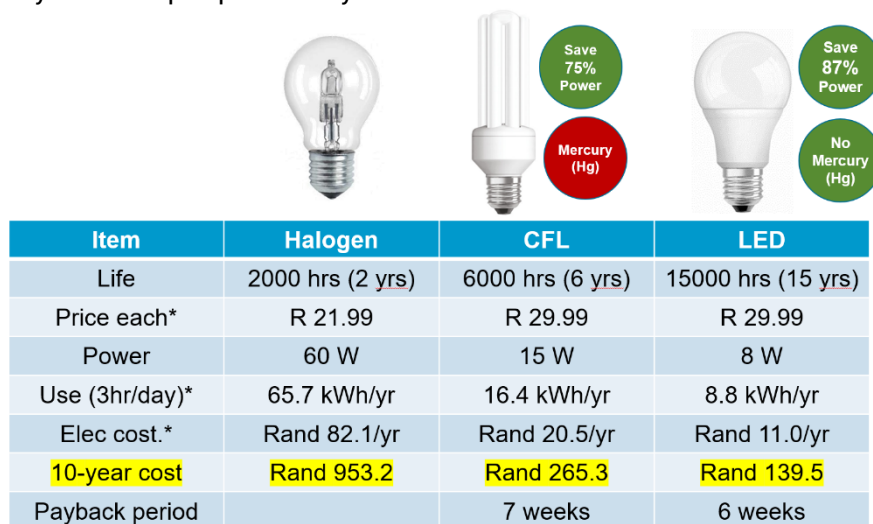 Save
75%
Power
Mercury
(Hg)
Save
87%
Power
No
Mercury
(Hg)
Item Halogen CFL LED
Life 2000 hrs (2 yrs) 6000 hrs (6 yrs) 15000 hrs (15 yrs)
Price each* R 21.99 R 29.99 R 29.99
Power 60 W 15 W 8 W
Use (3hr/day)* 65.7 kWh/yr 16.4 kWh/yr 8.8 kWh/yr
Elec cost.* Rand 82.1/yr Rand 20.5/yr Rand 11.0/yr
10-year cost Rand 953.2 Rand 265.3 Rand 139.5
Payback period 7 weeks 6 weeks